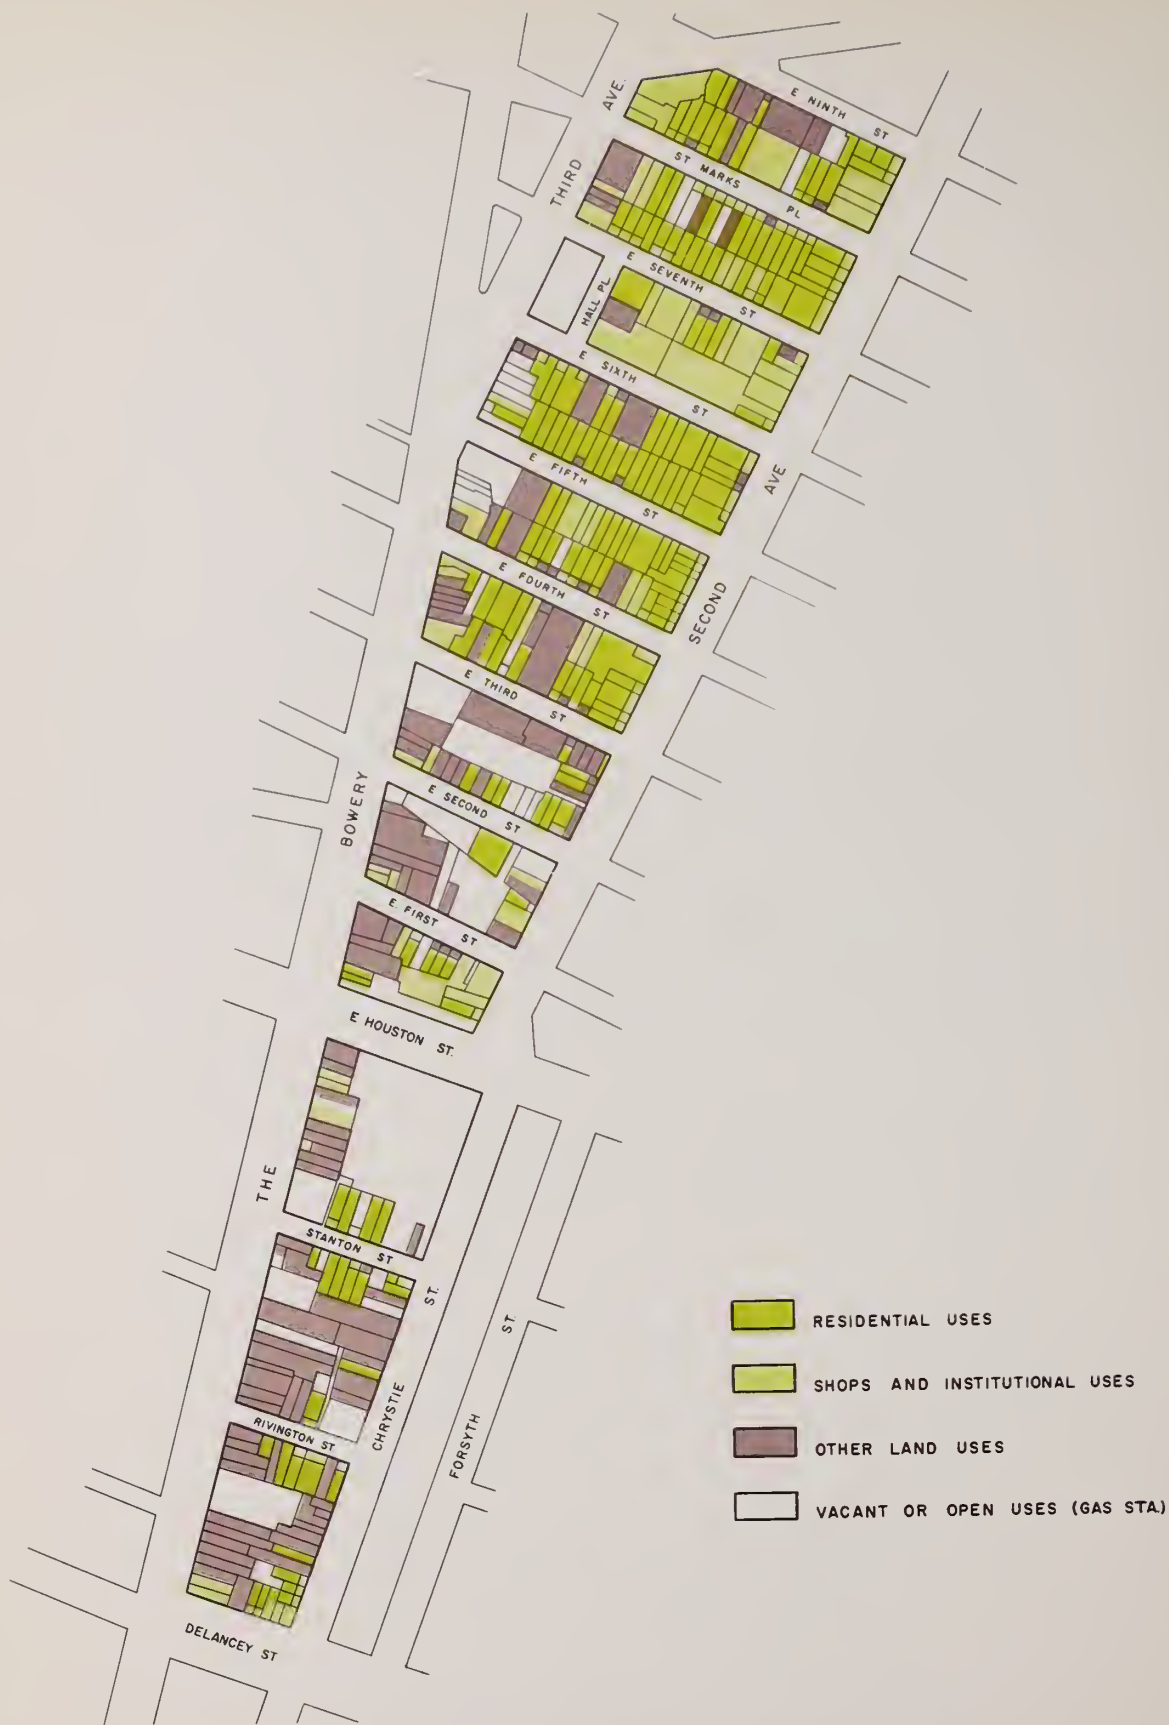 E NINTH ST
THIRD AVE.
ST MARKS PL
E SEVENTH ST
HALL PL.
E SIXTH ST
SECOND AVE
E FIFTH ST
E FOURTH ST
E THIRD ST
THE BOWERY
E SECOND ST
E. FIRST ST
E HOUSTON ST.
STANTON ST
CHRYSTIE ST.
FORSYTH ST.
RIVINGTON ST
DELANCEY ST
RESIDENTIAL USES
SHOPS AND INSTITUTIONAL USES
OTHER LAND USES
VACANT OR OPEN USES (GAS STA.)